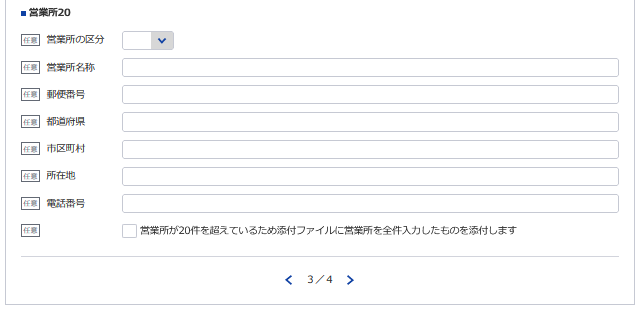 営業所20
任意 営業所の区分
任意 営業所名称
任意 郵便番号
任意 都道府県
任意 市区町村
任意 所在地
任意 電話番号
任意 営業所が20件を超えているため添付ファイルに営業所を全件入力したものを添付します
3／4